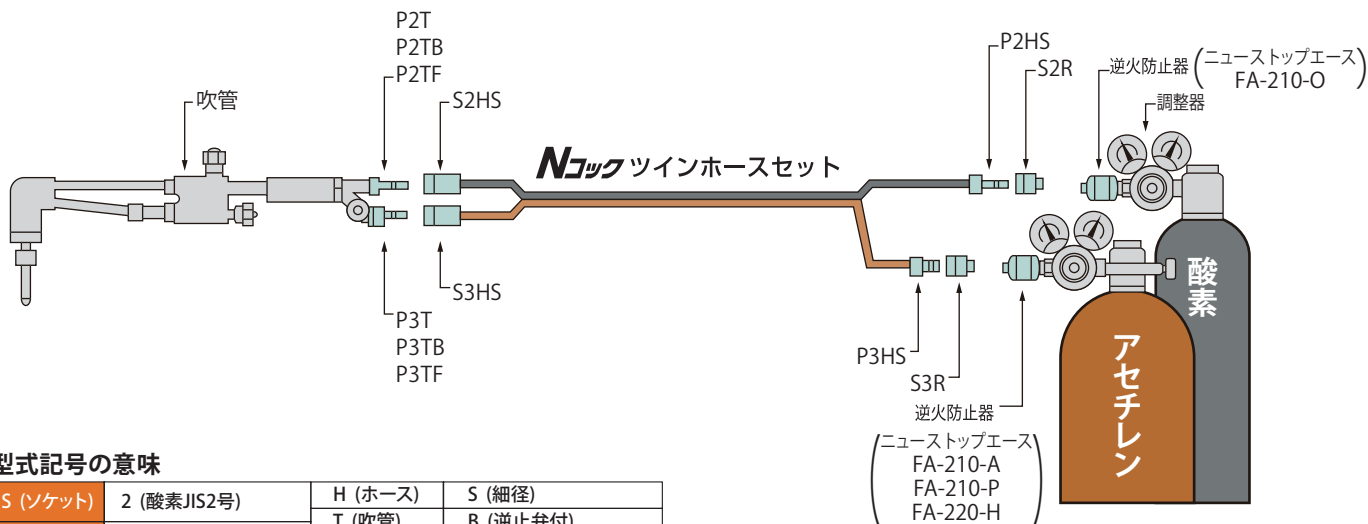 P2T
P2TB
P2TF
吹管
S2HS
Nコック ツインホースセット
P2HS
S2R
逆火防止器 (ニューストップエース
FA-210-O)
調整器
S3HS
P3T
P3TB
P3TF
P3HS
S3R
逆火防止器
(ニューストップエース
FA-210-A
FA-210-P
FA-220-H)
酸素
アセチレン
型式記号の意味
S (ソケット) 2 (酸素JIS2号) H (ホース) S (細径)
T (吹管) B (逆止弁付)